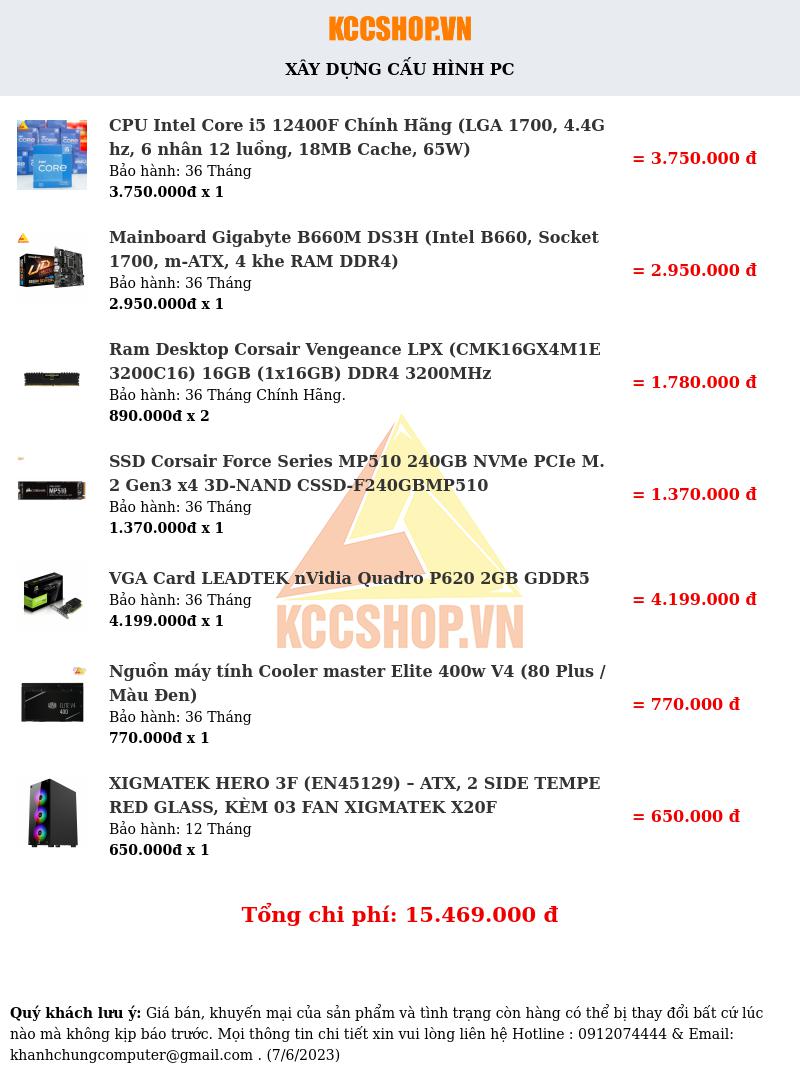 KCCSHOP.VN
XÂY DỰNG CẤU HÌNH PC
CPU Intel Core i5 12400F Chính Hãng (LGA 1700, 4.4G
hz, 6 nhân 12 luồng, 18MB Cache, 65W)
Bảo hành: 36 Tháng
3.750.000đ x 1
= 3.750.000 đ
Mainboard Gigabyte B660M DS3H (Intel B660, Socket
1700, m-ATX, 4 khe RAM DDR4)
Bảo hành: 36 Tháng
2.950.000đ x 1
= 2.950.000 đ
Ram Desktop Corsair Vengeance LPX (CMK16GX4M1E
3200C16) 16GB (1x16GB) DDR4 3200MHz
Bảo hành: 36 Tháng Chính Hãng.
890.000đ x 2
= 1.780.000 đ
SSD Corsair Force Series MP510 240GB NVMe PCIe M.
2 Gen3 x4 3D-NAND CSSD-F240GBMP510
Bảo hành: 36 Tháng
1.370.000đ x 1
= 1.370.000 đ
VGA Card LEADTEK nVidia Quadro P620 2GB GDDR5
Bảo hành: 36 Tháng
4.199.000đ x 1
= 4.199.000 đ
KCCSHOP.VN
Nguồn máy tính Cooler master Elite 400w V4 (80 Plus /
Màu Đen)
Bảo hành: 36 Tháng
770.000đ x 1
= 770.000 đ
XIGMATEK HERO 3F (EN45129) – ATX, 2 SIDE TEMPE
RED GLASS, KÈM 03 FAN XIGMATEK X20F
Bảo hành: 12 Tháng
650.000đ x 1
= 650.000 đ
Tổng chi phí: 15.469.000 đ
Quý khách lưu ý: Giá bán, khuyến mại của sản phẩm và tình trạng còn hàng có thể bị thay đổi bất cứ lúc
nào mà không kịp báo trước. Mọi thông tin chi tiết xin vui lòng liên hệ Hotline : 0912074444 & Email:
khanhchungcomputer@gmail.com . (7/6/2023)